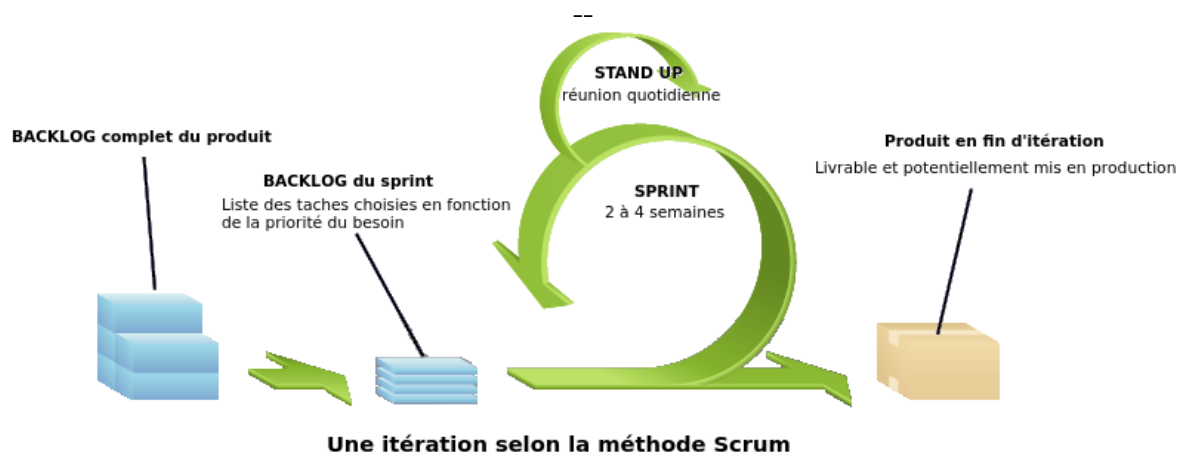 STAND UP
réunion quotidienne
BACKLOG complet du produit
Produit en fin d'itération
Livrable et potentiellement mis en production
BACKLOG du sprint
Liste des taches choisies en fonction
de la priorité du besoin
SPRINT
2 à 4 semaines
Une itération selon la méthode Scrum